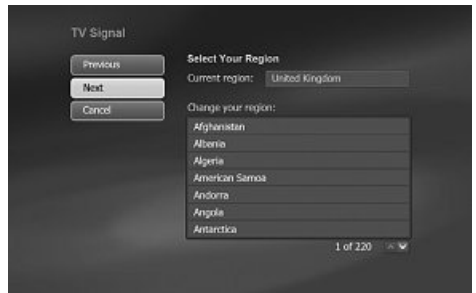 TV Signal
Previous
Next
Cancel
Select Your Region
Current region: United Kingdom
Change your region:
Afghanistan
Albania
Algeria
American Samoa
Andorra
Angola
Antarctica
1 of 220